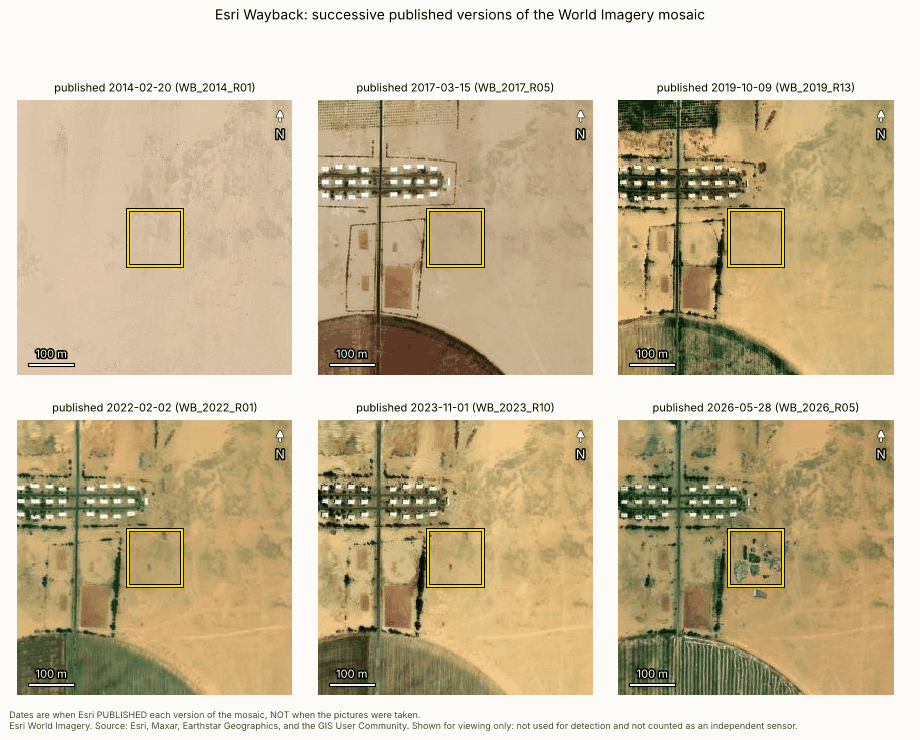 Esri Wayback: successive published versions of the World Imagery mosaic
published 2014-02-20 (WB_2014_R01)
published 2017-03-15 (WB_2017_R05)
published 2019-10-09 (WB_2019_R13)
N
N
N
100 m
100 m
100 m
published 2022-02-02 (WB_2022_R01)
published 2023-11-01 (WB_2023_R10)
published 2026-05-28 (WB_2026_R05)
N
N
N
100 m
100 m
100 m
Dates are when Esri PUBLISHED each version of the mosaic, NOT when the pictures were taken.
Esri World Imagery. Source: Esri, Maxar, Earthstar Geographics, and the GIS User Community. Shown for viewing only: not used for detection and not counted as an independent sensor.